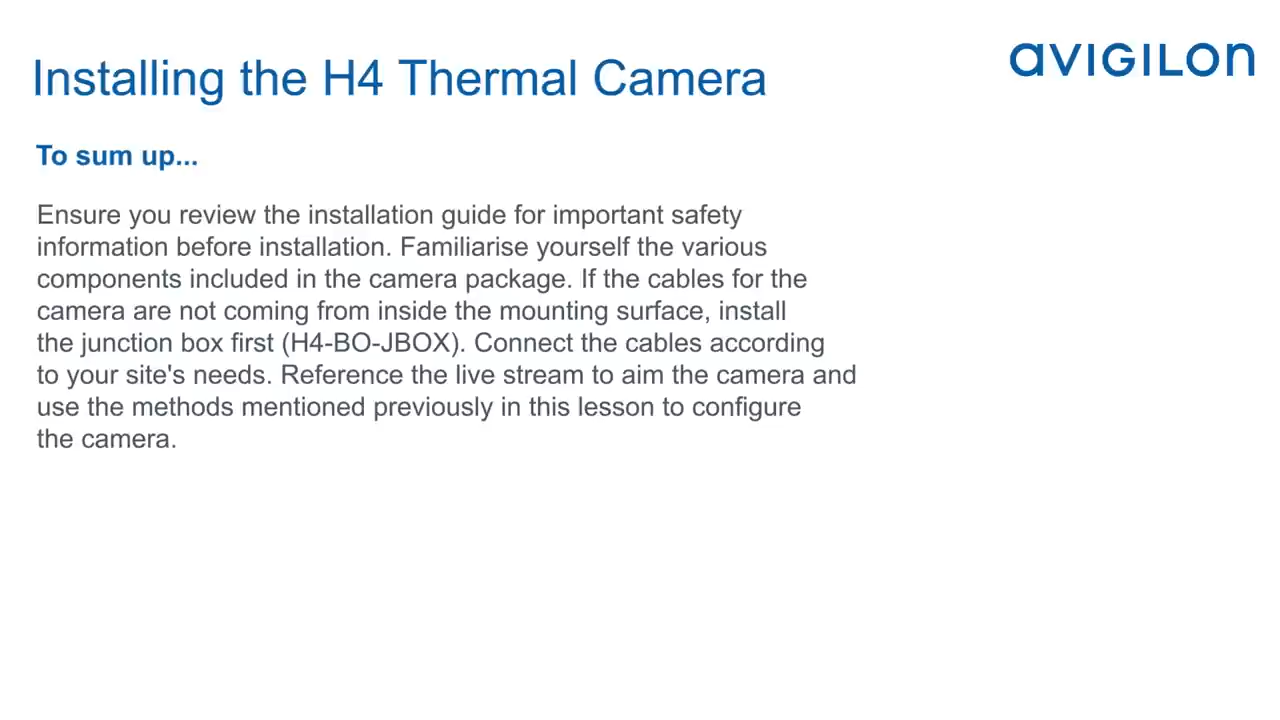 Installing the H4 Thermal Camera
AVIGILON
To sum up...
Ensure you review the installation guide for important safety
information before installation. Familiarise yourself the various
components included in the camera package. If the cables for the
camera are not coming from inside the mounting surface, install
the junction box first (H4-BO-JBOX). Connect the cables according
to your site's needs. Reference the live stream to aim the camera and
use the methods mentioned previously in this lesson to configure
the camera.